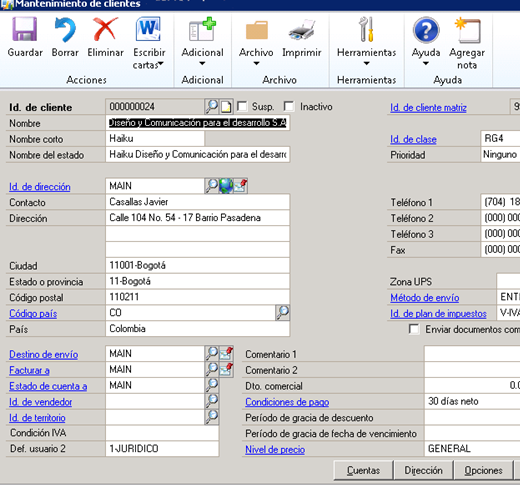 Mantenimiento de clientes
Guardar Borrar Eliminar Escribir cartas Adicional Archivo Imprimir Herramientas Ayuda Agregar nota
Acciones Adicional Archivo Herramientas Ayuda
Id. de cliente 000000024 Susp. Inactivo Id. de cliente matriz
Nombre Diseño y Comunicación para el desarrollo S.A
Nombre corto Haiku Id. de clase RG4
Nombre del estado Haiku Diseño y Comunicación para el desarro Prioridad Ninguno
Id. de dirección MAIN
Contacto Casallas Javier Teléfono 1 (704) 18
Dirección Calle 104 No. 54 - 17 Barrio Pasadena Teléfono 2 (000) 000
Teléfono 3 (000) 000
Fax (000) 000
Ciudad 11001-Bogotá
Estado o provincia 11-Bogotá Zona UPS
Código postal 110211 Método de envío ENT
Código país CO Id. de plan de impuestos V-IVA
País Colombia Enviar documentos com
Destino de envío MAIN Comentario 1
Facturar a MAIN Comentario 2
Estado de cuenta a MAIN Dto. comercial 0.0
Id. de vendedor Condiciones de pago 30 días neto
Id. de territorio Período de gracia de descuento
Condición IVA Período de gracia de fecha de vencimiento
Def. usuario 2 1-JURIDICO Nivel de precio GENERAL
Cuentas Dirección Opciones